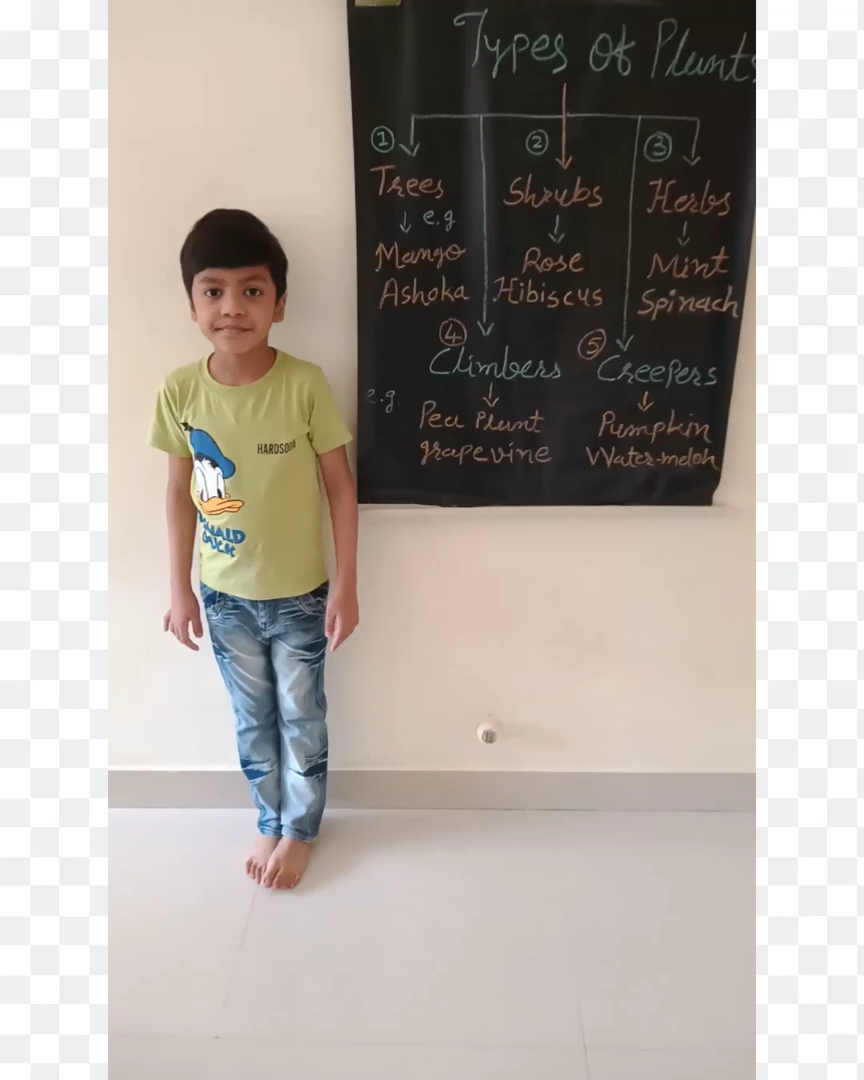 Types of Plants
① ② ③
Trees Shrubs Herbs
e.g.
Mango Rose Mint
Ashoka Hibiscus Spinach
④ ⑤
Climbers Creepers
e.g.
Pea Plant Pumpkin
grapevine Water-melon
HARDSODA
DONALD
DUCK